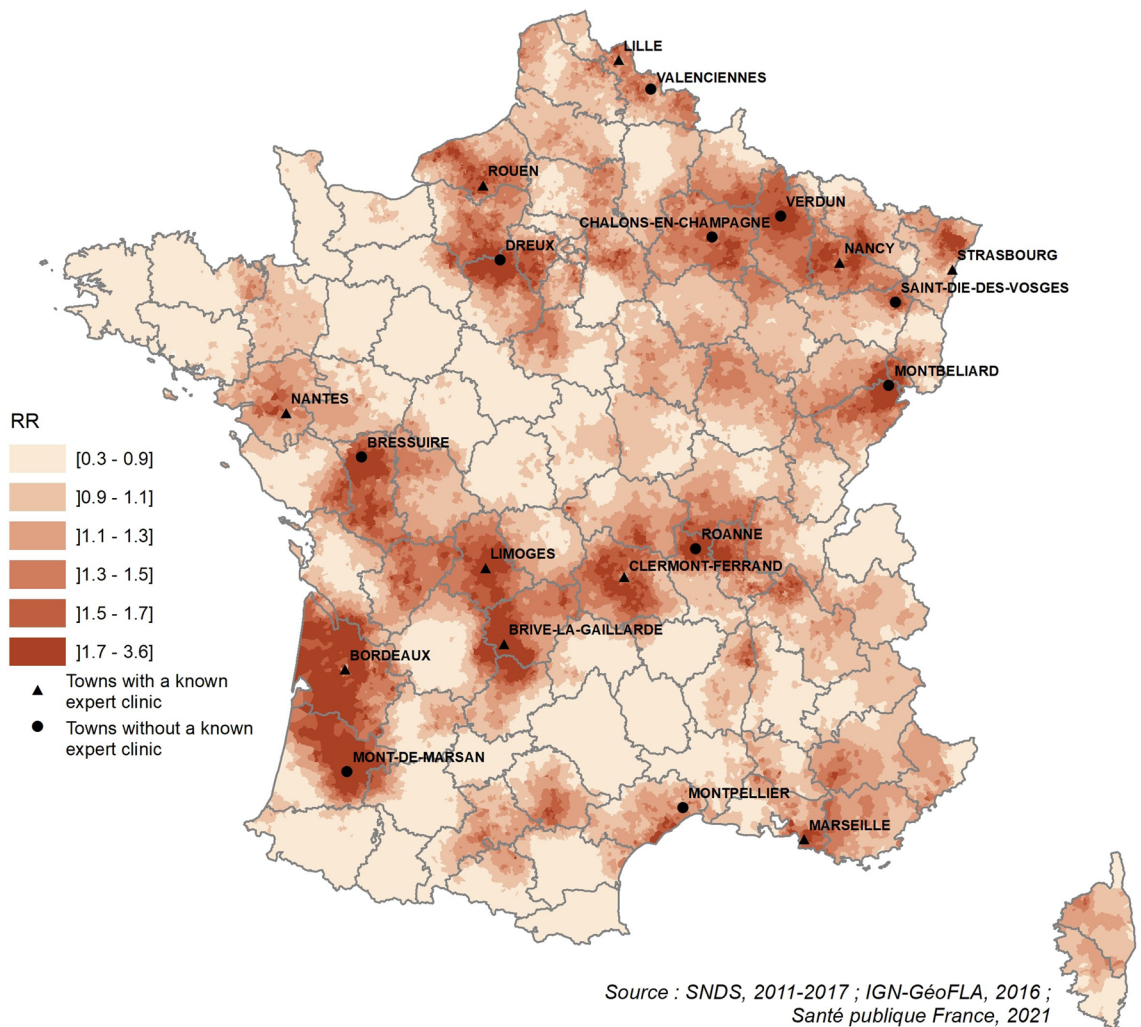 LILLE
VALENCIENNES
ROUEN
VERDUN
CHALONS-EN-CHAMPAGNE
DREUX
NANCY
STRASBOURG
SAINT-DIE-DES-VOSGES
MONTBELIARD
NANTES
BRESSUIRE
ROANNE
LIMOGES
CLERMONT-FERRAND
BRIVE-LA-GAILLARDE
BORDEAUX
MONT-DE-MARSAN
MONTPELLIER
MARSEILLE
RR
]0.3 - 0.9]
]0.9 - 1.1]
]1.1 - 1.3]
]1.3 - 1.5]
]1.5 - 1.7]
]1.7 - 3.6]
Towns with a known
expert clinic
Towns without a known
expert clinic
Source : SNDS, 2011-2017 ; IGN-GéoFLA, 2016 ;
Santé publique France, 2021